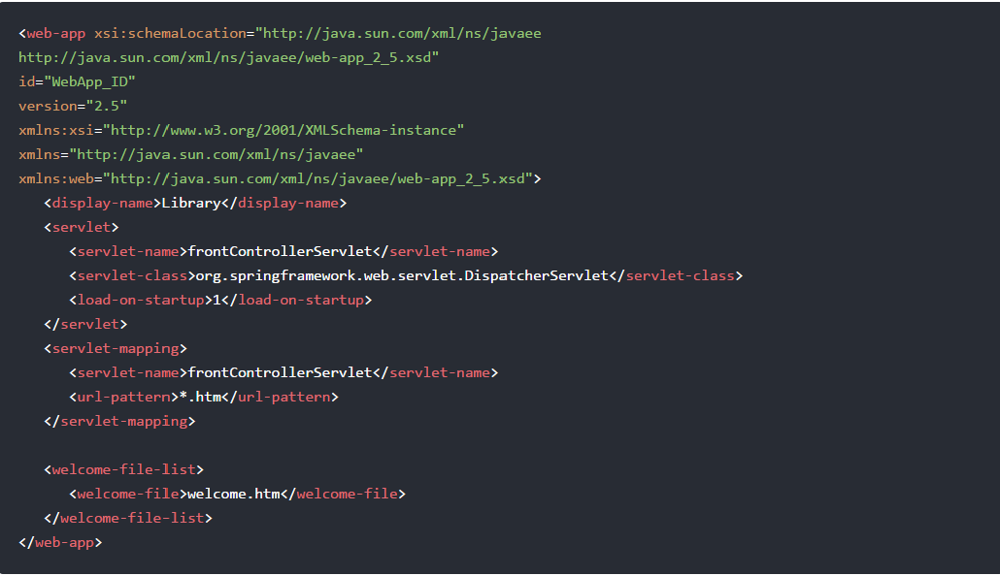 <web-app xsi:schemaLocation="http://java.sun.com/xml/ns/javaee
http://java.sun.com/xml/ns/javaee/web-app_2_5.xsd"
id="WebApp_ID"
version="2.5"
xmlns:xsi="http://www.w3.org/2001/XMLSchema-instance"
xmlns="http://java.sun.com/xml/ns/javaee"
xmlns:web="http://java.sun.com/xml/ns/javaee/web-app_2_5.xsd">
   <display-name>Library</display-name>
   <servlet>
      <servlet-name>frontControllerServlet</servlet-name>
      <servlet-class>org.springframework.web.servlet.DispatcherServlet</servlet-class>
      <load-on-startup>1</load-on-startup>
   </servlet>
   <servlet-mapping>
      <servlet-name>frontControllerServlet</servlet-name>
      <url-pattern>*.htm</url-pattern>
   </servlet-mapping>

   <welcome-file-list>
      <welcome-file>welcome.htm</welcome-file>
   </welcome-file-list>
</web-app>